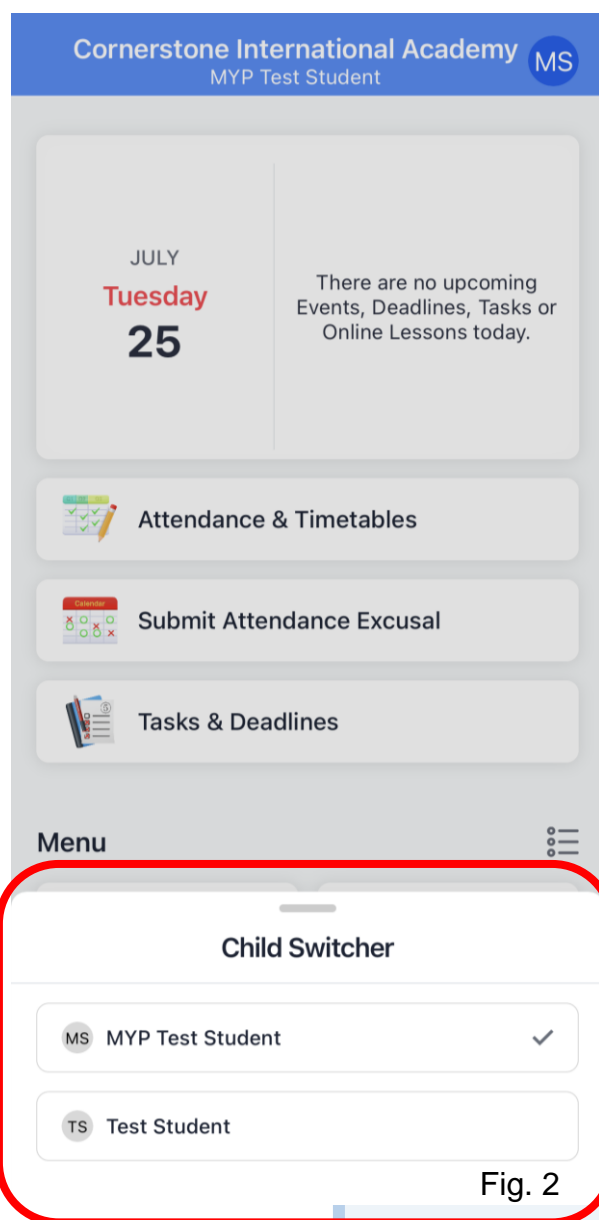 Cornerstone International Academy
MYP Test Student
MS
JULY
Tuesday
25
There are no upcoming
Events, Deadlines, Tasks or
Online Lessons today.
Attendance & Timetables
Calendar
Submit Attendance Excusal
Tasks & Deadlines
Menu
Child Switcher
MS MYP Test Student
TS Test Student
Fig. 2